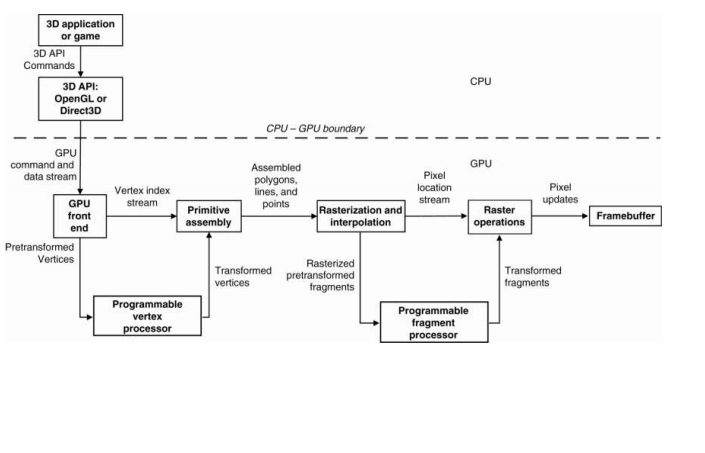 3D application
or game
3D API
Commands
3D API:
OpenGL or
Direct3D
CPU
CPU – GPU boundary
GPU
GPU
command and
data stream
GPU
front
end
Vertex index
stream
Primitive
assembly
Assembled
polygons,
lines, and
points
Rasterization and
interpolation
Pixel
location
stream
Raster
operations
Pixel
updates
Framebuffer
Pretransformed
Vertices
Programmable
vertex
processor
Transformed
vertices
Rasterized
pretransformed
fragments
Programmable
fragment
processor
Transformed
fragments